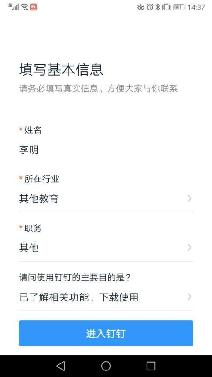 14:37
填写基本信息
请务必填写真实信息，方便大家与你联系
* 姓名
李明
* 所在行业
其他教育
* 职务
其他
请问使用钉钉的主要目的是？
已了解相关功能，下载使用
进入钉钉